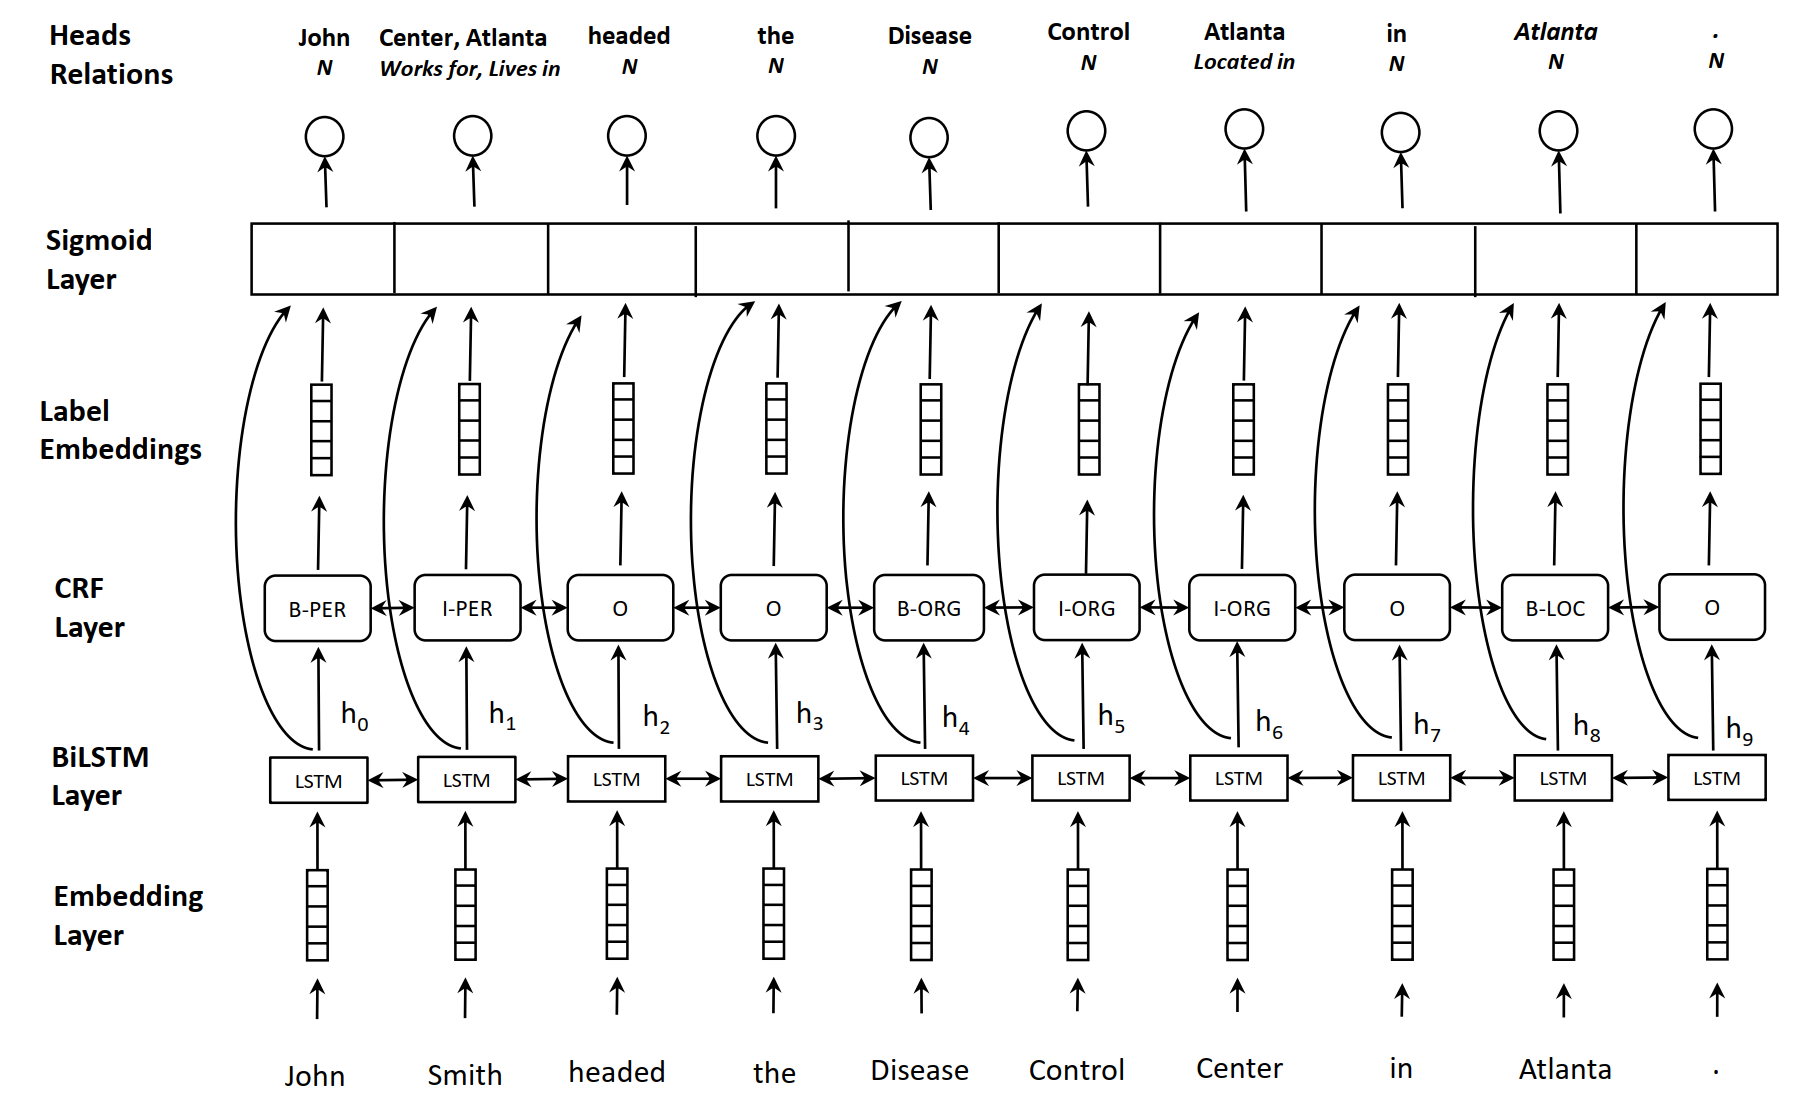 Heads John Center, Atlanta headed the Disease Control Atlanta in Atlanta .
Relations N Works for, Lives in N N N N Located in N N N
Sigmoid
Layer
Label
Embeddings
CRF
Layer
B-PER I-PER O O B-ORG I-ORG I-ORG O B-LOC O
h0 h1 h2 h3 h4 h5 h6 h7 h8 h9
BiLSTM
Layer
LSTM LSTM LSTM LSTM LSTM LSTM LSTM LSTM LSTM LSTM
Embedding
Layer
John Smith headed the Disease Control Center in Atlanta .